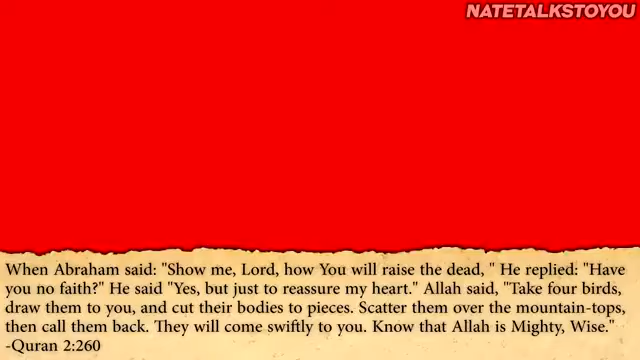 NATETALKSTOYOU
When Abraham said: "Show me, Lord, how You will raise the dead, " He replied. "Have
you no faith?" He said "Yes, but just to reassure my heart." Allah said, "Take four birds,
draw them to you, and cut their bodies to pieces. Scatter them over the mountain-tops,
then call them back. They will come swiftly to you. Know that Allah is Mighty, Wise."
-Quran 2:260